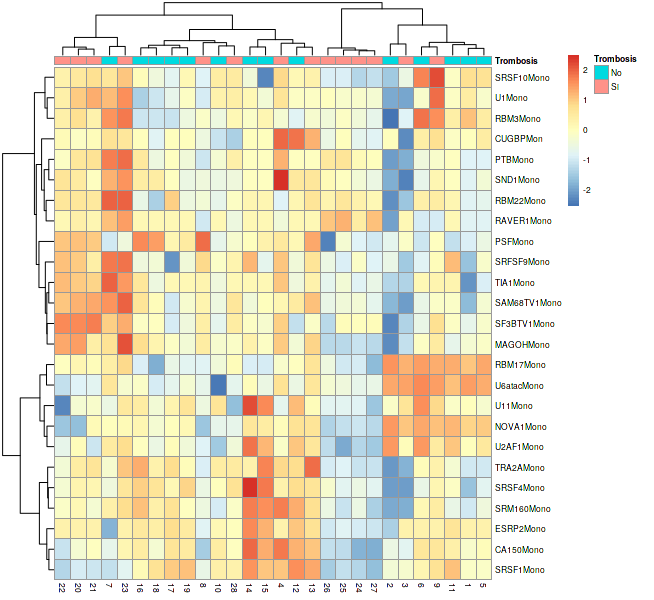 Trombosis
SRSF10Mono
U1Mono
RBM3Mono
CUGBPMon
PTBMono
SND1Mono
RBM22Mono
RAVER1Mono
PSFMono
SRFSF9Mono
TIA1Mono
SAM68TV1Mono
SF3BTV1Mono
MAGOHMono
RBM17Mono
U6atacMono
U11Mono
NOVA1Mono
U2AF1Mono
TRA2AMono
SRSF4Mono
SRM160Mono
ESRP2Mono
CA150Mono
SRSF1Mono
22 20 21 7 23 16 18 17 19 8 10 28 14 15 4 12 13 26 25 24 27 2 3 6 9 11 1 5
2
1
0
-1
-2
Trombosis
No
SI